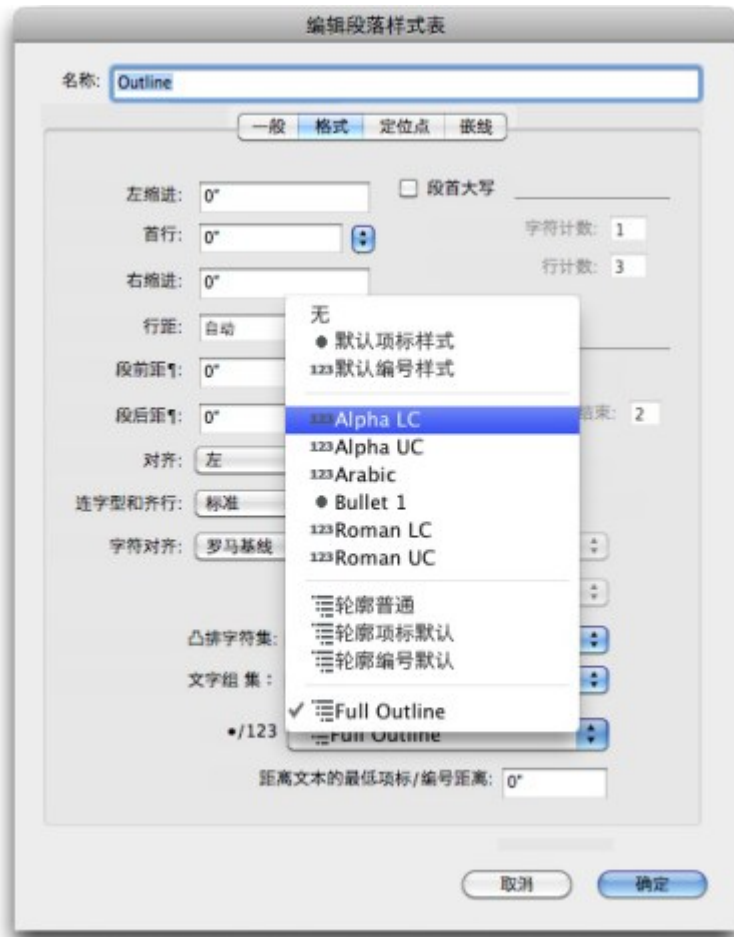 编辑段落样式表
名称: Outline
一般 格式 定位点 嵌线
左缩进: 0" 段首大写
首行: 0" 字符计数: 1
行计数: 3
右缩进: 0"
行距: 自动
段前距¶: 0"
段后距¶: 0" 结束: 2
对齐: 左
连字型和齐行: 标准
字符对齐: 罗马基线
无
● 默认项标样式
123默认编号样式
123Alpha LC
123Alpha UC
123Arabic
● Bullet 1
123Roman LC
123Roman UC
轮廓普通
轮廓项标默认
轮廓编号默认
✓ Full Outline
凸排字符集:
文字组 集:
•/123 Full Outline
距离文本的最低项标/编号距离: 0"
取消 确定